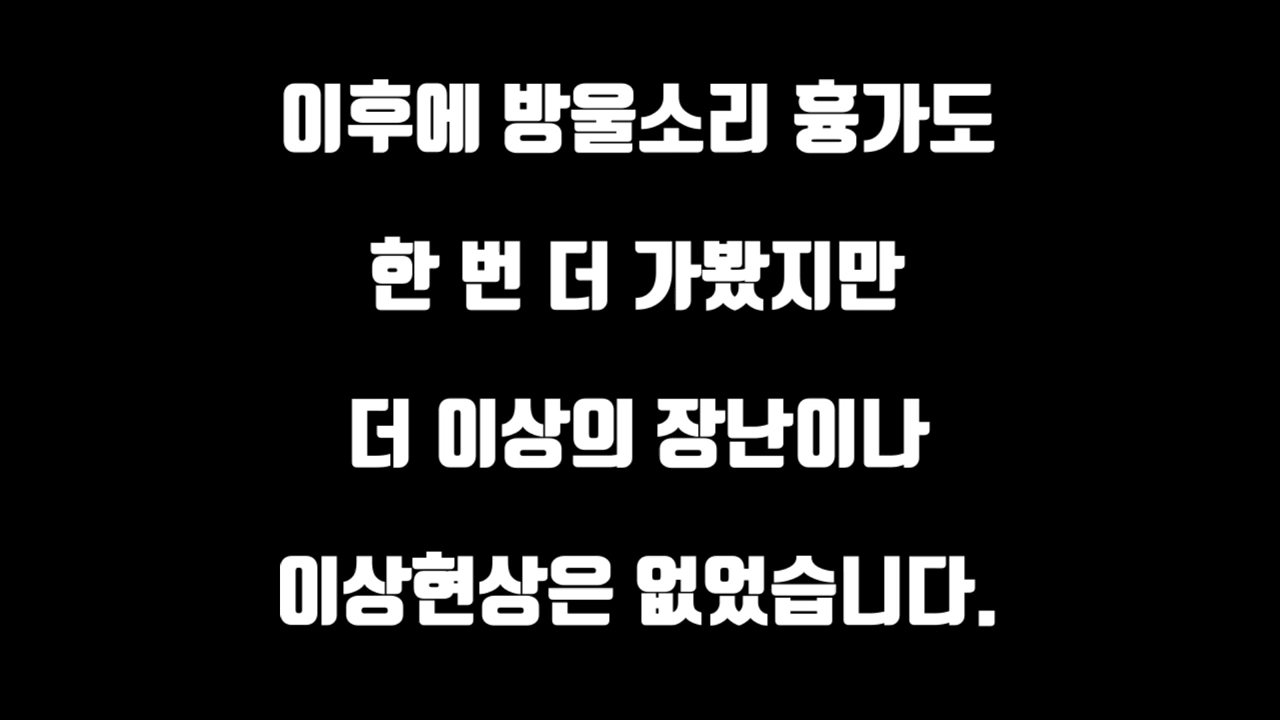 이후에 방울소리 흉가도
한 번 더 가봤지만
더 이상의 장난이나
이상현상은 없었습니다.